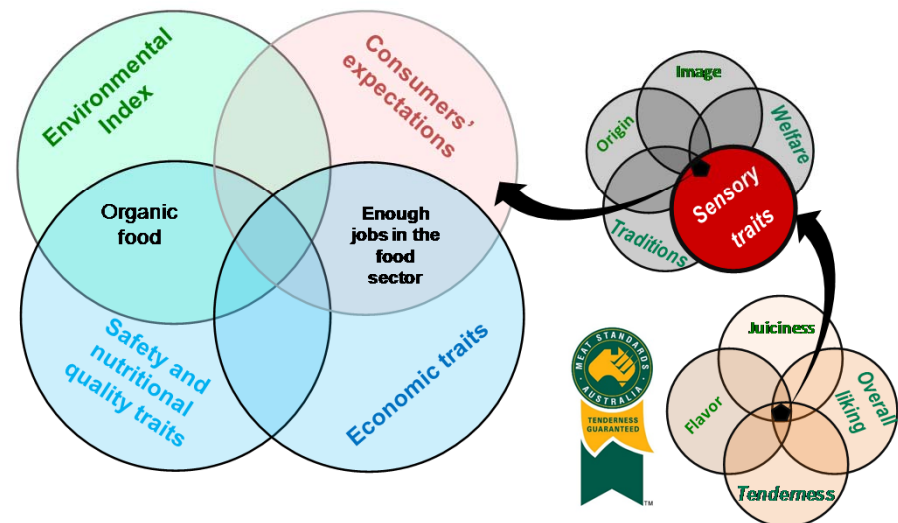 Environmental
Index
Consumers'
expectations
Organic
food
Enough
jobs in the
food
sector
Safety and
nutritional
quality traits
Economic traits
Image
Origin
Welfare
Sensory
traits
Traditions
Juiciness
Flavor
Overall
liking
Tenderness
MEAT STANDARDS
AUSTRALIA
TENDERNESS
GUARANTEED
TM